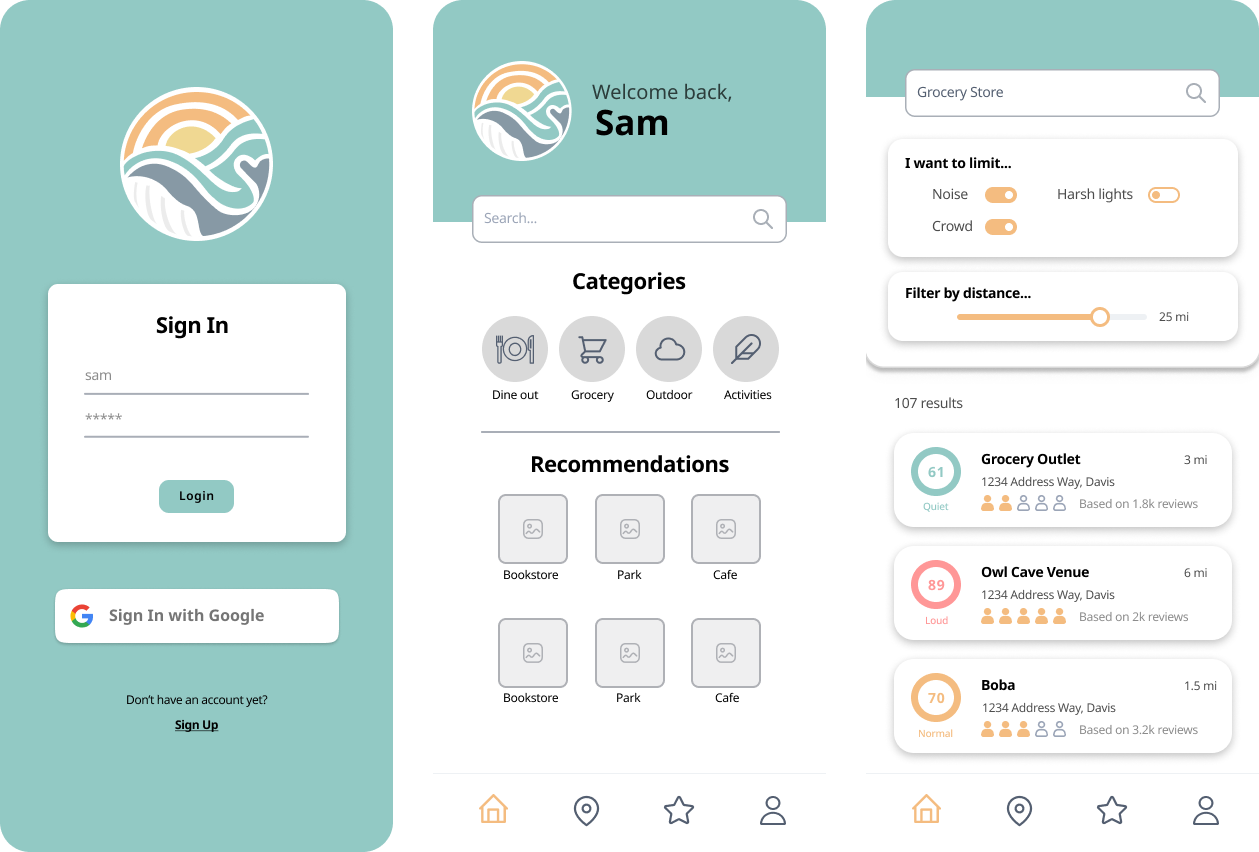 Sign In
sam
*****
Login
Sign In with Google
Don't have an account yet?
Sign Up
Welcome back,
Sam
Search...
Categories
Dine out Grocery Outdoor Activities
Recommendations
Bookstore Park Cafe
Bookstore Park Cafe
Grocery Store
I want to limit...
Noise Harsh lights
Crowd
Filter by distance...
25 mi
107 results
61
Quiet
Grocery Outlet 3 mi
1234 Address Way, Davis
Based on 1.8k reviews
89
Loud
Owl Cave Venue 6 mi
1234 Address Way, Davis
Based on 2k reviews
70
Normal
Boba 1.5 mi
1234 Address Way, Davis
Based on 3.2k reviews